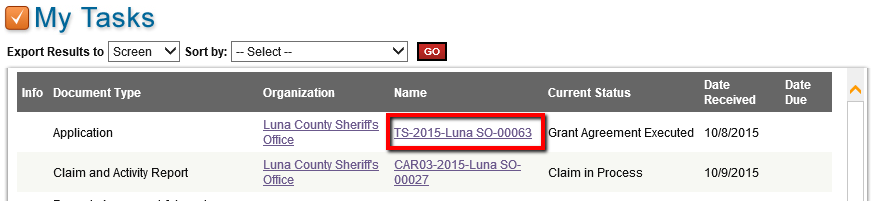 My Tasks
Export Results to Screen Sort by: -- Select -- GO
Info Document Type Organization Name Current Status Date Received Date Due
Application Luna County Sheriff's Office TS-2015-Luna SO-00063 Grant Agreement Executed 10/8/2015
Claim and Activity Report Luna County Sheriff's Office CAR03-2015-Luna SO-00027 Claim in Process 10/9/2015